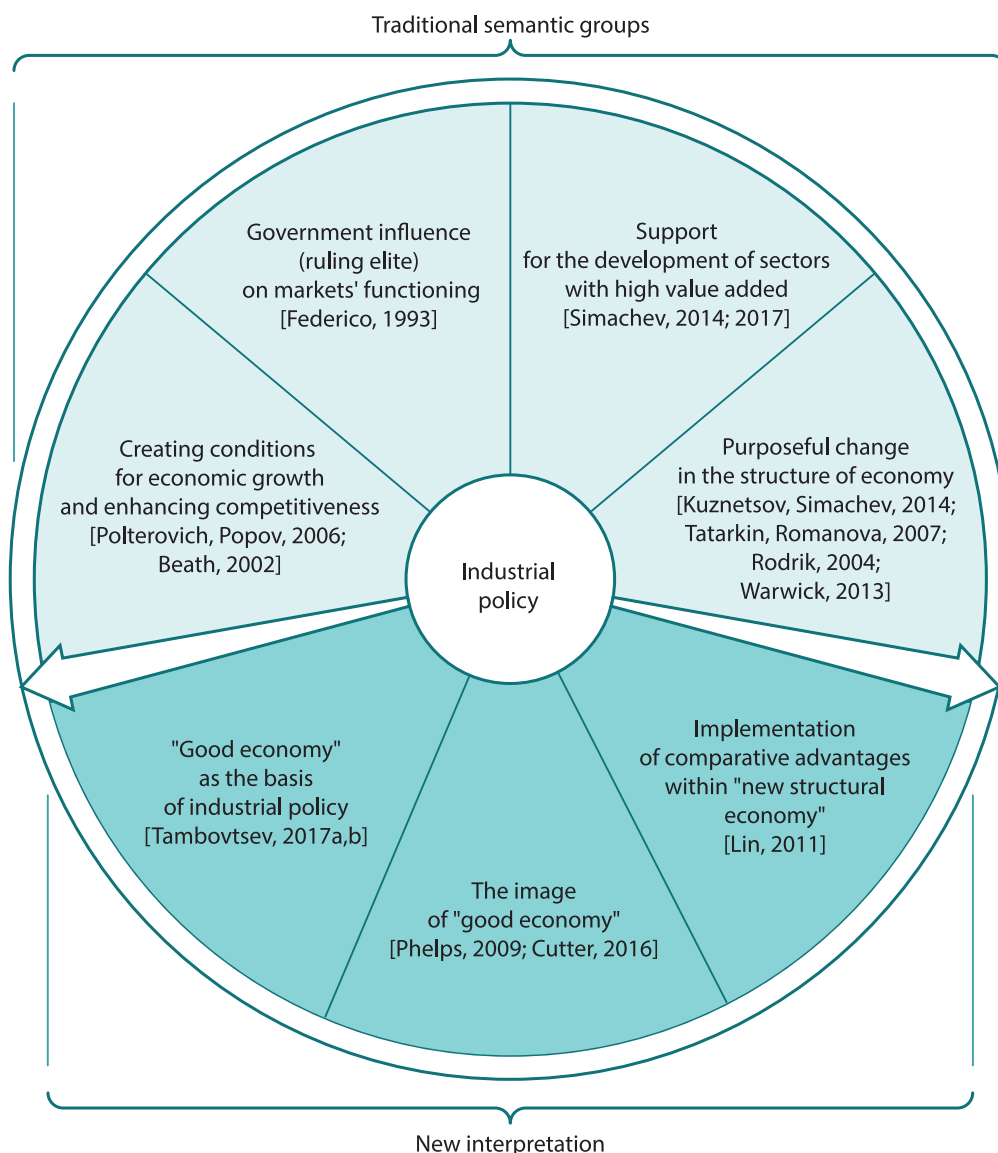 Traditional semantic groups
Government influence
(ruling elite)
on markets' functioning
[Federico, 1993]
Support
for the development of sectors
with high value added
[Simachev, 2014; 2017]
Creating conditions
for economic growth
and enhancing competitiveness
[Polterovich, Popov, 2006;
Beath, 2002]
Purposeful change
in the structure of economy
[Kuznetsov, Simachev, 2014;
Tatarkin, Romanova, 2007;
Rodrik, 2004;
Warwick, 2013]
Industrial
policy
"Good economy"
as the basis
of industrial policy
[Tambovtsev, 2017a,b]
The image
of "good economy"
[Phelps, 2009; Cutter, 2016]
Implementation
of comparative advantages
within "new structural
economy"
[Lin, 2011]
New interpretation